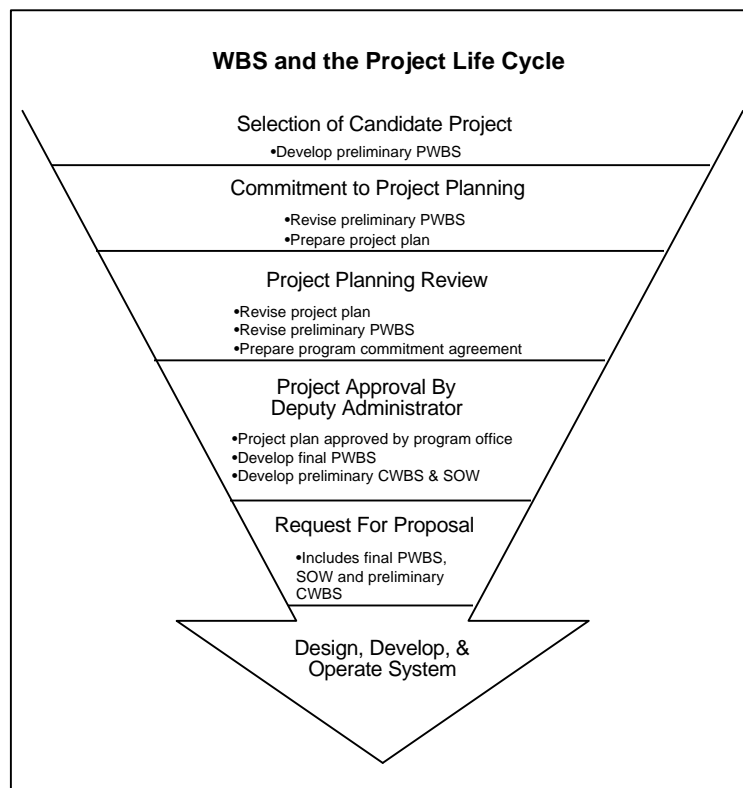 WBS and the Project Life Cycle
Selection of Candidate Project
•Develop preliminary PWBS
Commitment to Project Planning
•Revise preliminary PWBS
•Prepare project plan
Project Planning Review
•Revise project plan
•Revise preliminary PWBS
•Prepare program commitment agreement
Project Approval By
Deputy Administrator
•Project plan approved by program office
•Develop final PWBS
•Develop preliminary CWBS & SOW
Request For Proposal
•Includes final PWBS,
SOW and preliminary
CWBS
Design, Develop, &
Operate System